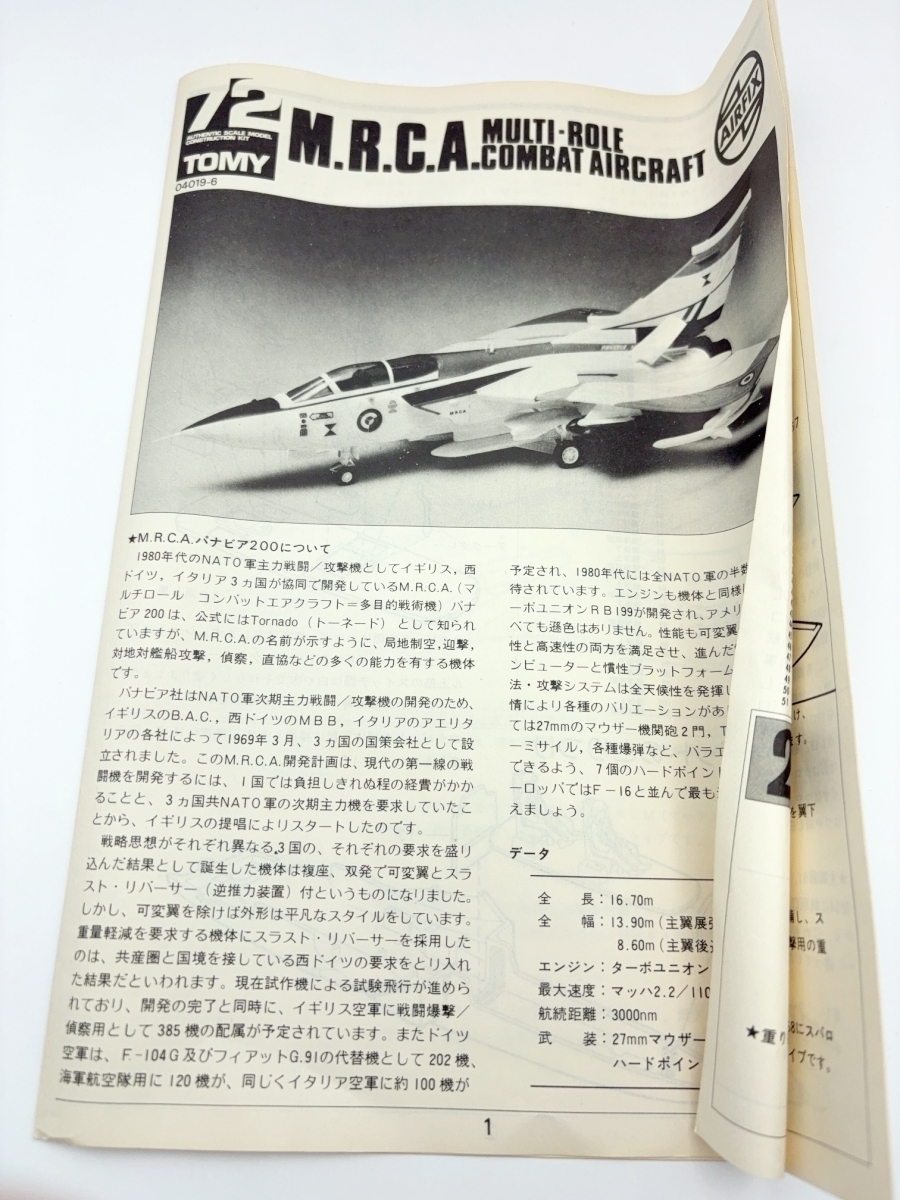 72
AUTHENTIC SCALE MODEL
CONSTRUCTION KIT
TOMY
04019-6
M.R.C.A. MULTI-ROLE
COMBAT AIRCRAFT
AIRFIX
M.R.C.A
★M.R.C.A.パナビア200について
1980年代のNATO軍主力戦闘/攻撃機としてイギリス，西
ドイツ，イタリア3ヵ国が協同で開発しているM.R.C.A.（マ
ルチロール コンバットエアクラフト＝多目的戦術機）パナ
ビア200は、公式にはTornado（トーネード）として知られ
ていますが、M.R.C.A.の名前が示すように、局地制空，迎撃，
対地対艦船攻撃，偵察，直協などの多くの能力を有する機体
です。
パナビア社はNATO軍次期主力戦闘/攻撃機の開発のため、
イギリスのB.A.C.，西ドイツのMBB，イタリアのアエリタ
リアの各社によって1969年3月、3ヵ国の国策会社として設
立されました。このM.R.C.A.開発計画は、現代の第一線の戦
闘機を開発するには、1国では負担しきれぬ程の経費がかか
ることと、3ヵ国共NATO軍の次期主力機を要求していたこ
とから、イギリスの提唱によりスタートしたのです。
戦略思想がそれぞれ異なる,3国の、それぞれの要求を盛り
込んだ結果として誕生した機体は複座、双発で可変翼とスラ
スト・リバーサー（逆推力装置）付というものになりました。
しかし、可変翼を除けば外形は平凡なスタイルをしています。
重量軽減を要求する機体にスラスト・リバーサーを採用した
のは、共産圏と国境を接している西ドイツの要求をとり入れ
た結果だといわれます。現在試作機による試験飛行が進めら
れており、開発の完了と同時に、イギリス空軍に戦闘爆撃/
偵察用として385機の配属が予定されています。またドイツ
空軍は、F-104G及びフィアットG.91の代替機として202機、
海軍航空隊用に120機が、同じくイタリア空軍に約100機が
予定され、1980年代には全NATO軍の半数
待されています。エンジンも機体と同様
ーボユニオンRB199が開発され、アメリ
べても遜色はありません。性能も可変翼
性と高速性の両方を満足させ、進んだ
ンピューターと慣性プラットフォーム
法・攻撃システムは全天候性を発揮し
情により各種のバリエーションがあ
ては27mmのマウザー機関砲2門，T
ーミサイル，各種爆弾など、バラエ
できるよう、7個のハードポイント
ーロッパではF-16と並んで最も
えましょう。
データ
全　長：16.70m
全　幅：13.90m（主翼展張
8.60m（主翼後退
エンジン：ターボユニオン
最大速度：マッハ2.2/110
航続距離：3000nm
武　装：27mmマウザー
ハードポイン
1
2
を翼下
★重り
イプです。